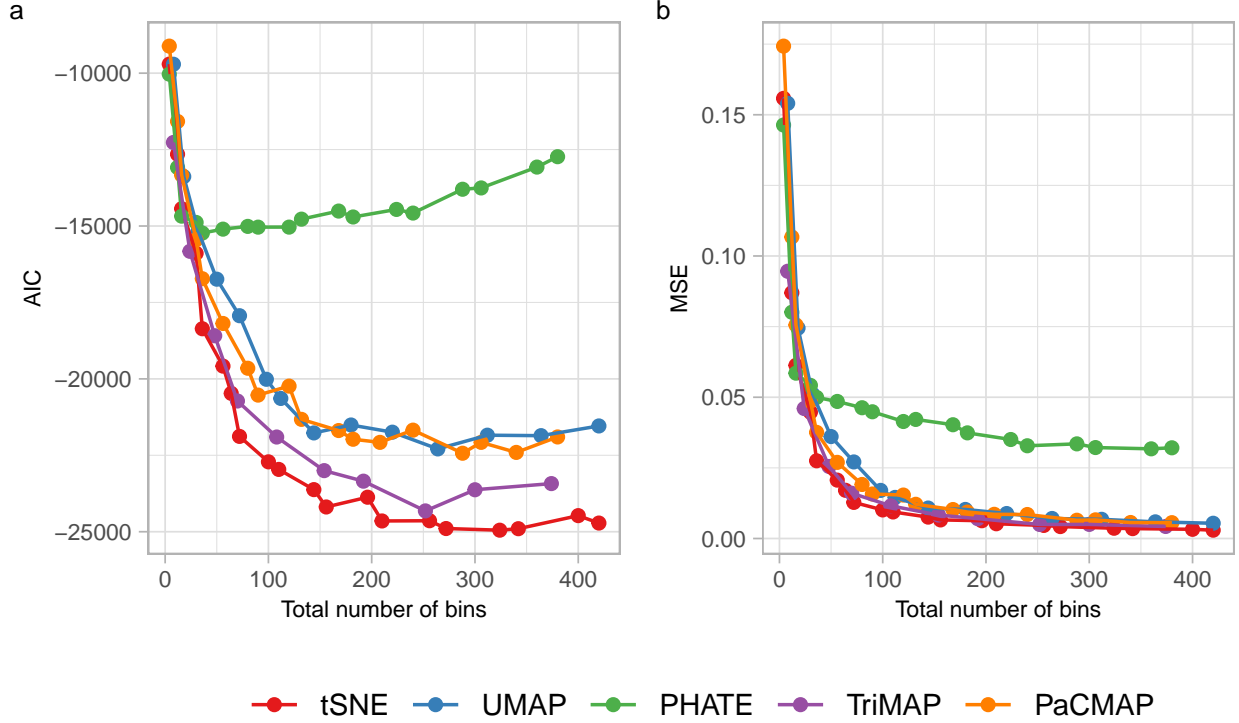 a
b
−10000
−15000
−20000
−25000
AIC
0 100 200 300 400
Total number of bins
0.15
0.10
0.05
0.00
MSE
0 100 200 300 400
Total number of bins
tSNE UMAP PHATE TriMAP PaCMAP